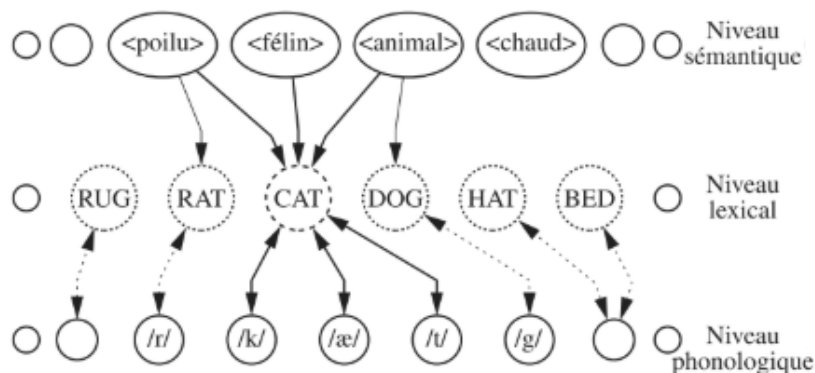 <poilu> <félin> <animal> <chaud> Niveau
sémantique
RUG RAT CAT DOG HAT BED Niveau
lexical
/r/ /k/ /æ/ /t/ /g/ Niveau
phonologique